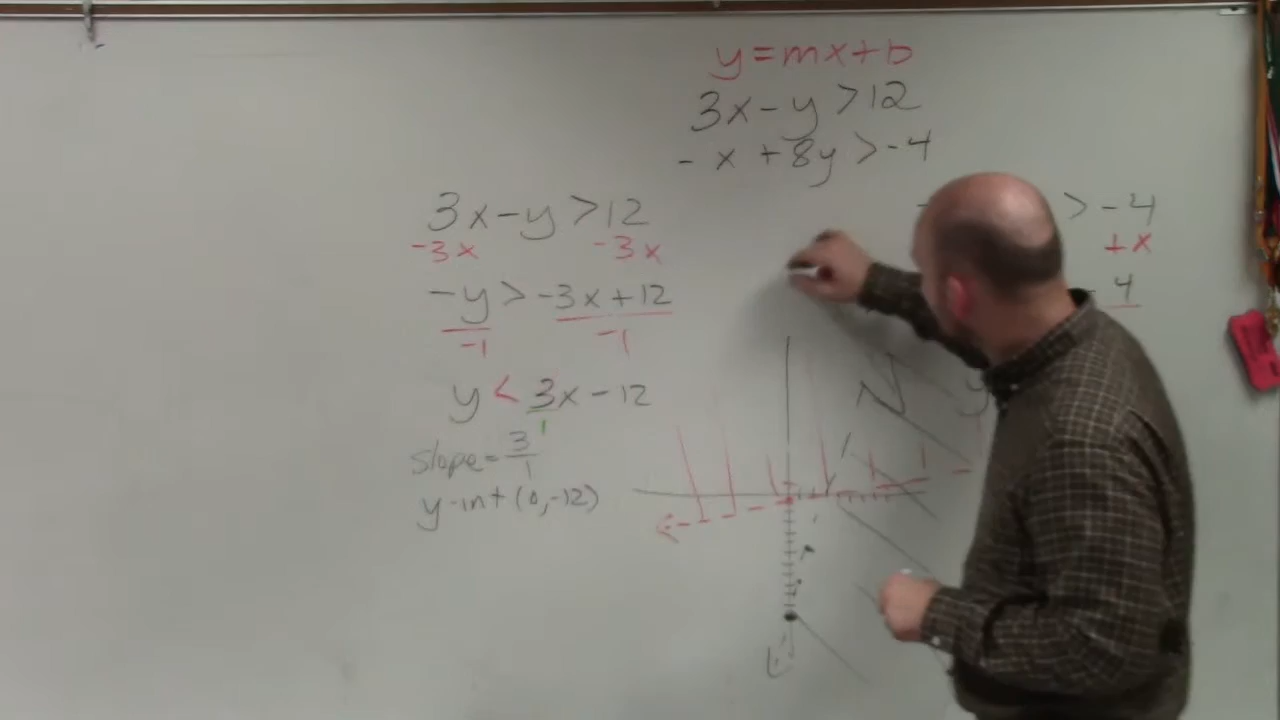 y=mx+b
3x-y>12
-x+8y>-4
3x-y>12
-3x -3x
-y>-3x+12
-1 -1
y<3x-12
1
slope=3/1
y-int(0,-12)
> -4
+x
4
y